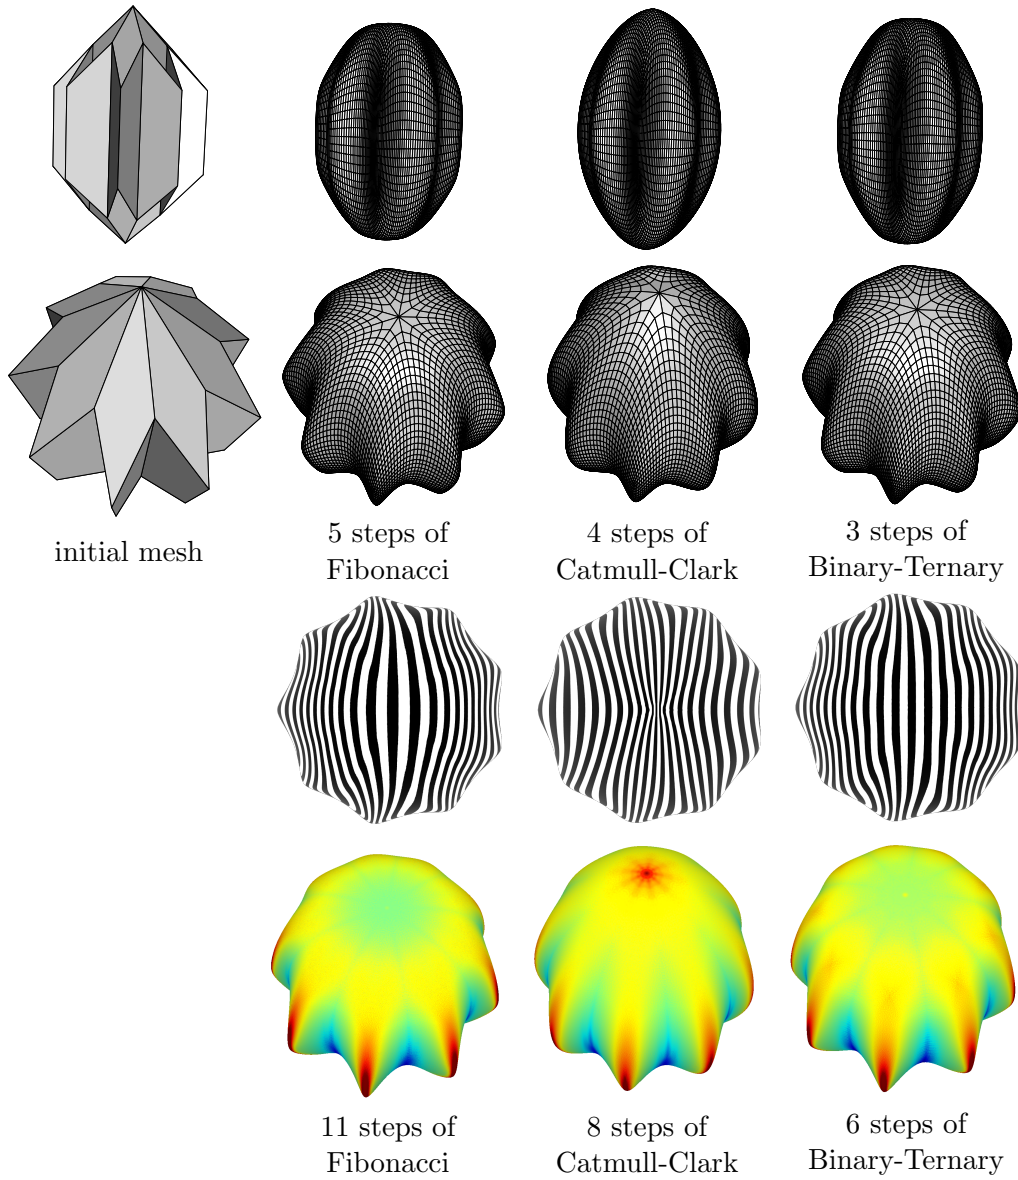 initial mesh
5 steps of
Fibonacci
4 steps of
Catmull-Clark
3 steps of
Binary-Ternary
11 steps of
Fibonacci
8 steps of
Catmull-Clark
6 steps of
Binary-Ternary